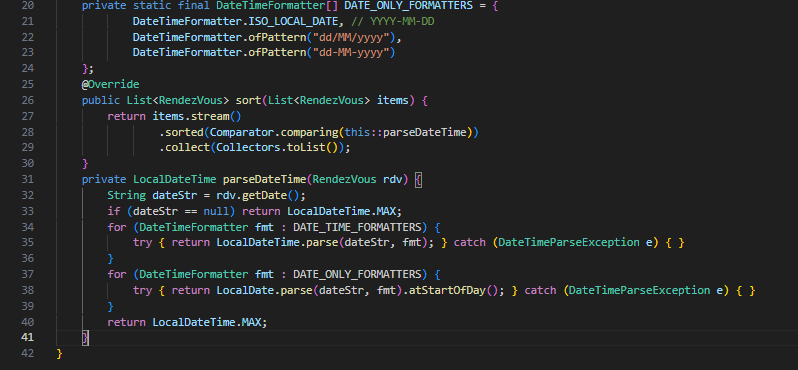 20 private static final DateTimeFormatter[] DATE_ONLY_FORMATTERS = {
21 DateTimeFormatter.ISO_LOCAL_DATE, // YYYY-MM-DD
22 DateTimeFormatter.ofPattern("dd/MM/yyyy"),
23 DateTimeFormatter.ofPattern("dd-MM-yyyy")
24 };
25 @Override
26 public List<RendezVous> sort(List<RendezVous> items) {
27 return items.stream()
28 .sorted(Comparator.comparing(this::parseDateTime))
29 .collect(Collectors.toList());
30 }
31 private LocalDateTime parseDateTime(RendezVous rdv) {
32 String dateStr = rdv.getDate();
33 if (dateStr == null) return LocalDateTime.MAX;
34 for (DateTimeFormatter fmt : DATE_TIME_FORMATTERS) {
35 try { return LocalDateTime.parse(dateStr, fmt); } catch (DateTimeParseException e) { }
36 }
37 for (DateTimeFormatter fmt : DATE_ONLY_FORMATTERS) {
38 try { return LocalDate.parse(dateStr, fmt).atStartOfDay(); } catch (DateTimeParseException e) { }
39 }
40 return LocalDateTime.MAX;
41 }
42 }